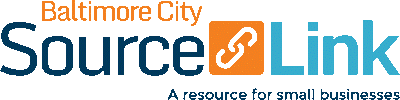 Baltimore City
Source Link
A resource for small businesses